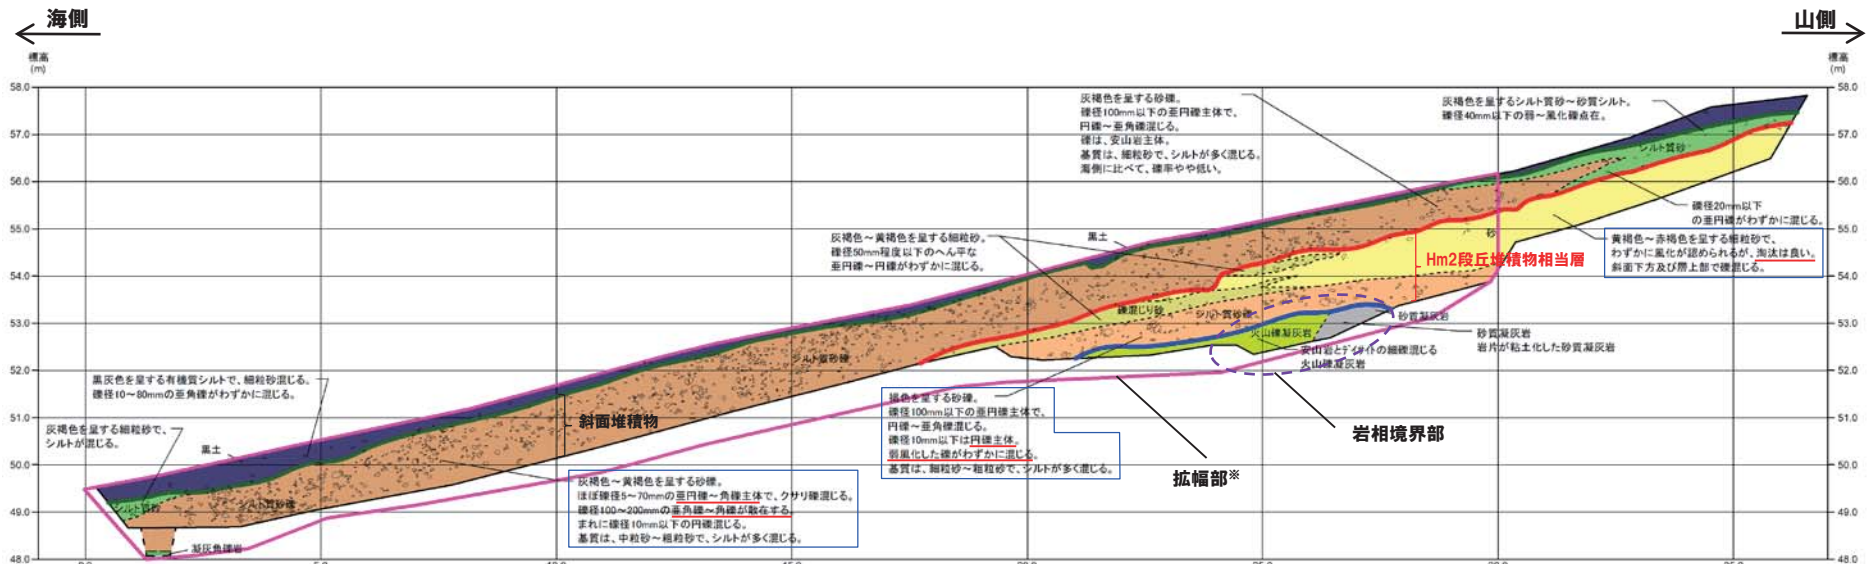 海側
山側
標高
(m)
標高
(m)
58.0
57.0
56.0
55.0
54.0
53.0
52.0
51.0
50.0
49.0
48.0
58.0
57.0
56.0
55.0
54.0
53.0
52.0
51.0
50.0
49.0
48.0
灰褐色を呈する砂礫。
礫径100mm以下の亜円礫主体で、
円礫~亜角礫混じる。
礫は、安山岩主体。
基質は、細粒砂で、シルトが多く混じる。
海側に比べて、礫率やや低い。
灰褐色を呈するシルト質砂~砂質シルト。
礫径40mm以下の弱~風化礫点在。
シルト質砂
礫径20mm以下
の亜円礫がわずかに混じる。
黄褐色~赤褐色を呈する細粒砂で、
わずかに風化が認められるが、淘汰は良い。
斜面下方及び層上部で礫混じる。
灰褐色~黄褐色を呈する細粒砂。
礫径50mm程度以下のへん平な
亜円礫~円礫がわずかに混じる。
黒土
砂
Hm2段丘堆積物相当層
礫混じり砂
シルト質砂礫
火山礫凝灰岩
砂質凝灰岩
砂質凝灰岩
岩片が粘土化した砂質凝灰岩
安山岩とデイサイトの細礫混じる
火山礫凝灰岩
シルト質砂礫
黒灰色を呈する有機質シルトで、細粒砂混じる。
礫径10~80mmの亜角礫がわずかに混じる。
灰褐色を呈する細粒砂で、
シルトが混じる。
黒土
斜面堆積物
褐色を呈する砂礫。
礫径100mm以下の亜円礫主体で、
円礫~亜角礫混じる。
礫径10mm以下は円礫主体。
弱風化した礫がわずかに混じる。
基質は、細粒砂~粗粒砂で、シルトが多く混じる。
岩相境界部
拡幅部※
灰褐色~黄褐色を呈する砂礫。
ほぼ礫径5~70mmの亜円礫~角礫主体で、クサリ礫混じる。
礫径100~200mmの亜角礫~角礫が散在する。
まれに礫径10mm以下の円礫混じる。
基質は、中粒砂~粗粒砂で、シルトが多く混じる。
シルト質砂
シルト質砂礫
凝灰角礫岩